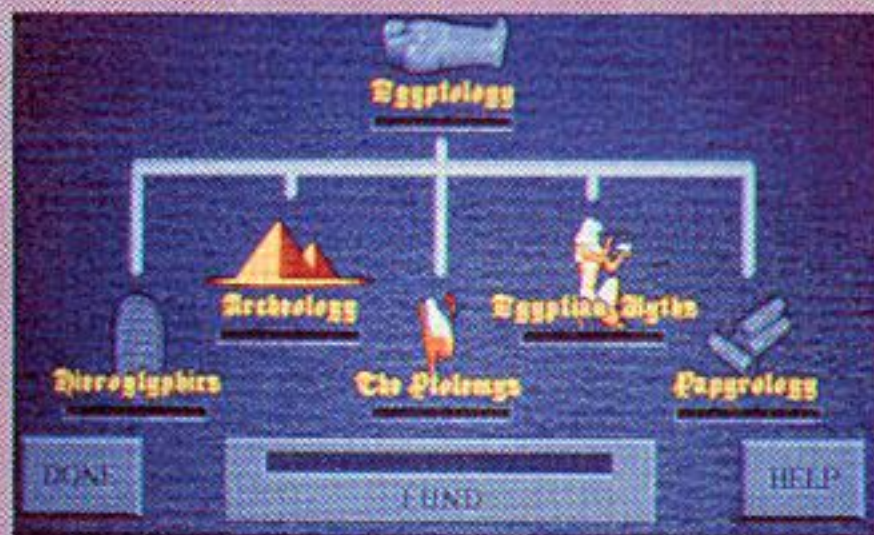 Egyptology
Archeology
Egyptian Myths
Hieroglyphics
The Ptolemys
Papyrology
DONE
FUND
HELP